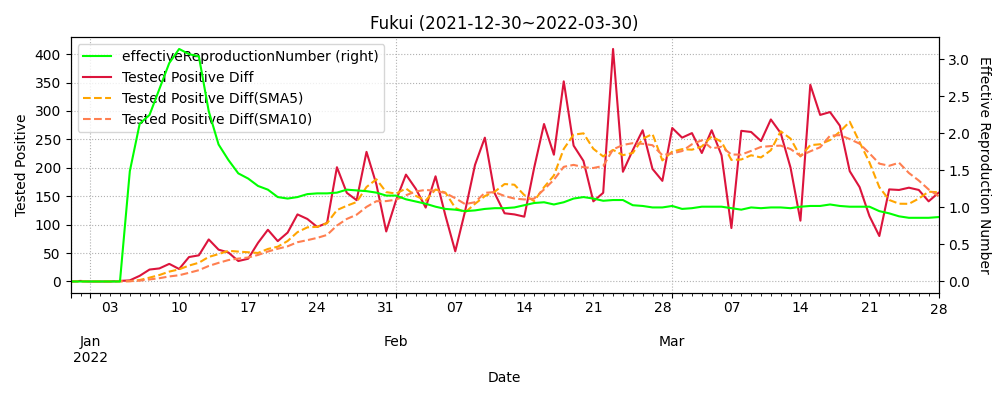 Fukui (2021-12-30~2022-03-30)
effectiveReproductionNumber (right)
Tested Positive Diff
Tested Positive Diff(SMA5)
Tested Positive Diff(SMA10)
Tested Positive
400
350
300
250
200
150
100
50
0
Effective Reproduction Number
3.0
2.5
2.0
1.5
1.0
0.5
0.0
03 10 17 24 31 07 14 21 28 07 14 21 28
Jan Feb Mar
2022
Date